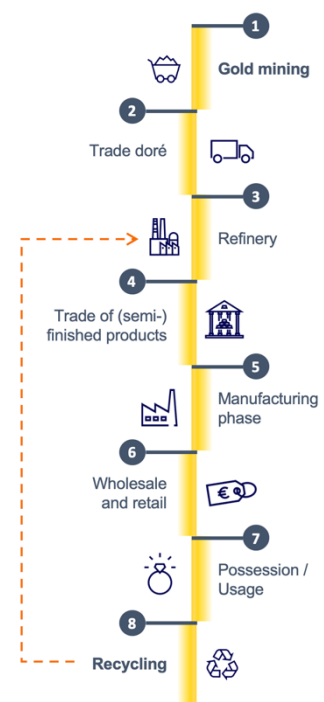 1
Gold mining
2
Trade doré
3
Refinery
4
Trade of (semi-)
finished products
5
Manufacturing
phase
6
Wholesale
and retail
€
7
Possession /
Usage
8
Recycling